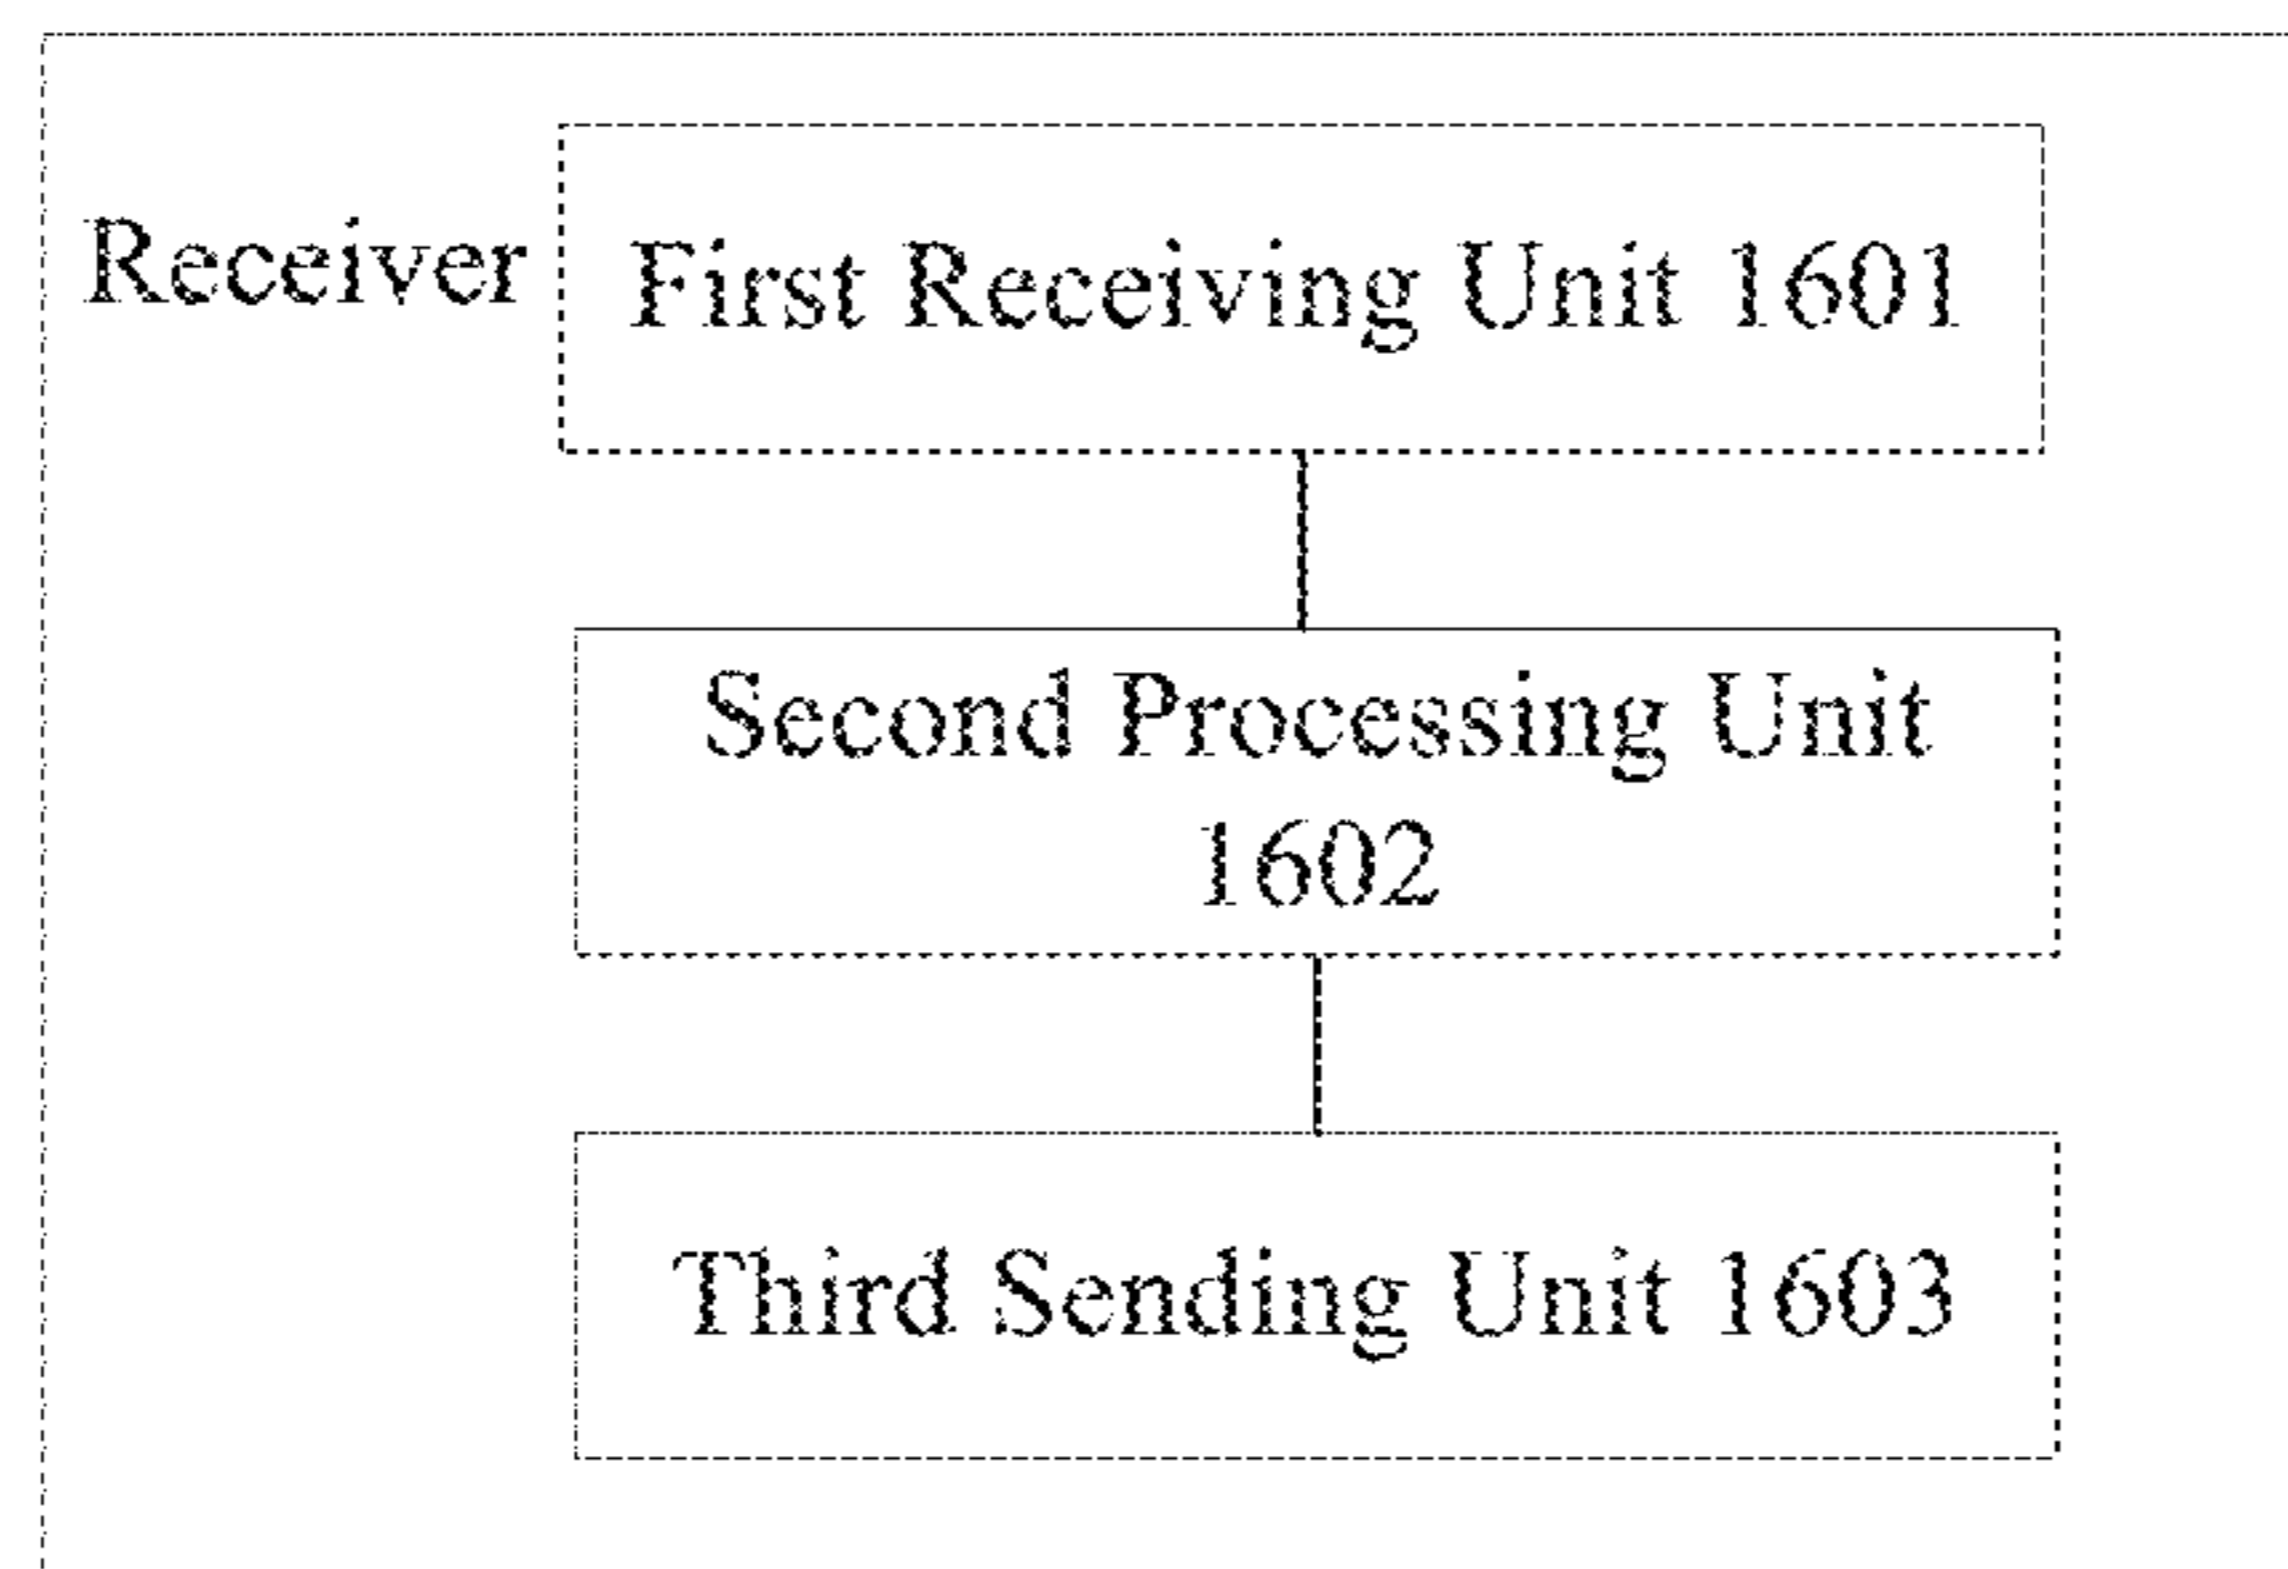 Receiver
First Receiving Unit 1601
Second Processing Unit
1602
Third Sending Unit 1603